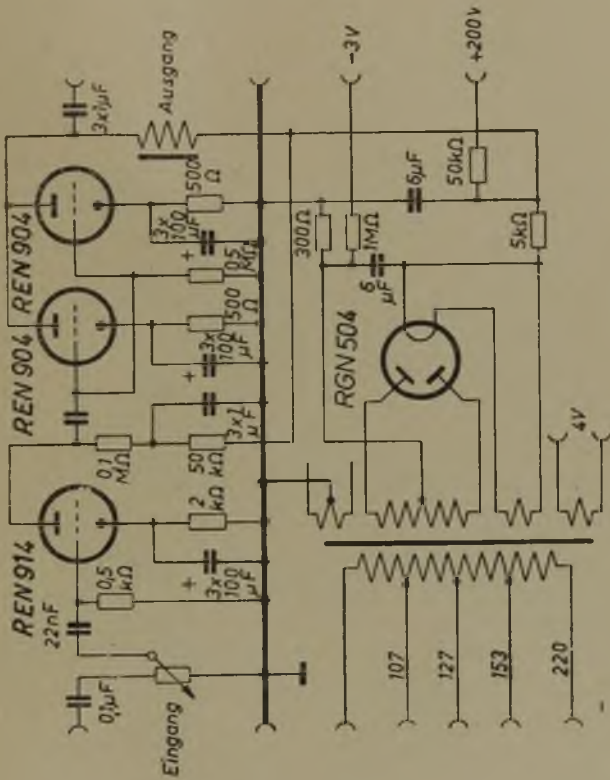 REN 914
REN 904
REN 904
0,1µF
22nF
3x1µF
Eingang
0,5
kΩ
+
3x
100
µF
2
kΩ
0,1
MΩ
50
kΩ
3x1
µF
+
3x
100
µF
500
Ω
0,5
MΩ
+
3x
100
µF
500
Ω
Ausgang
107
127
153
220
4V
RGN 504
6
µF
300Ω
1MΩ
6µF
50kΩ
5kΩ
-3V
+200V